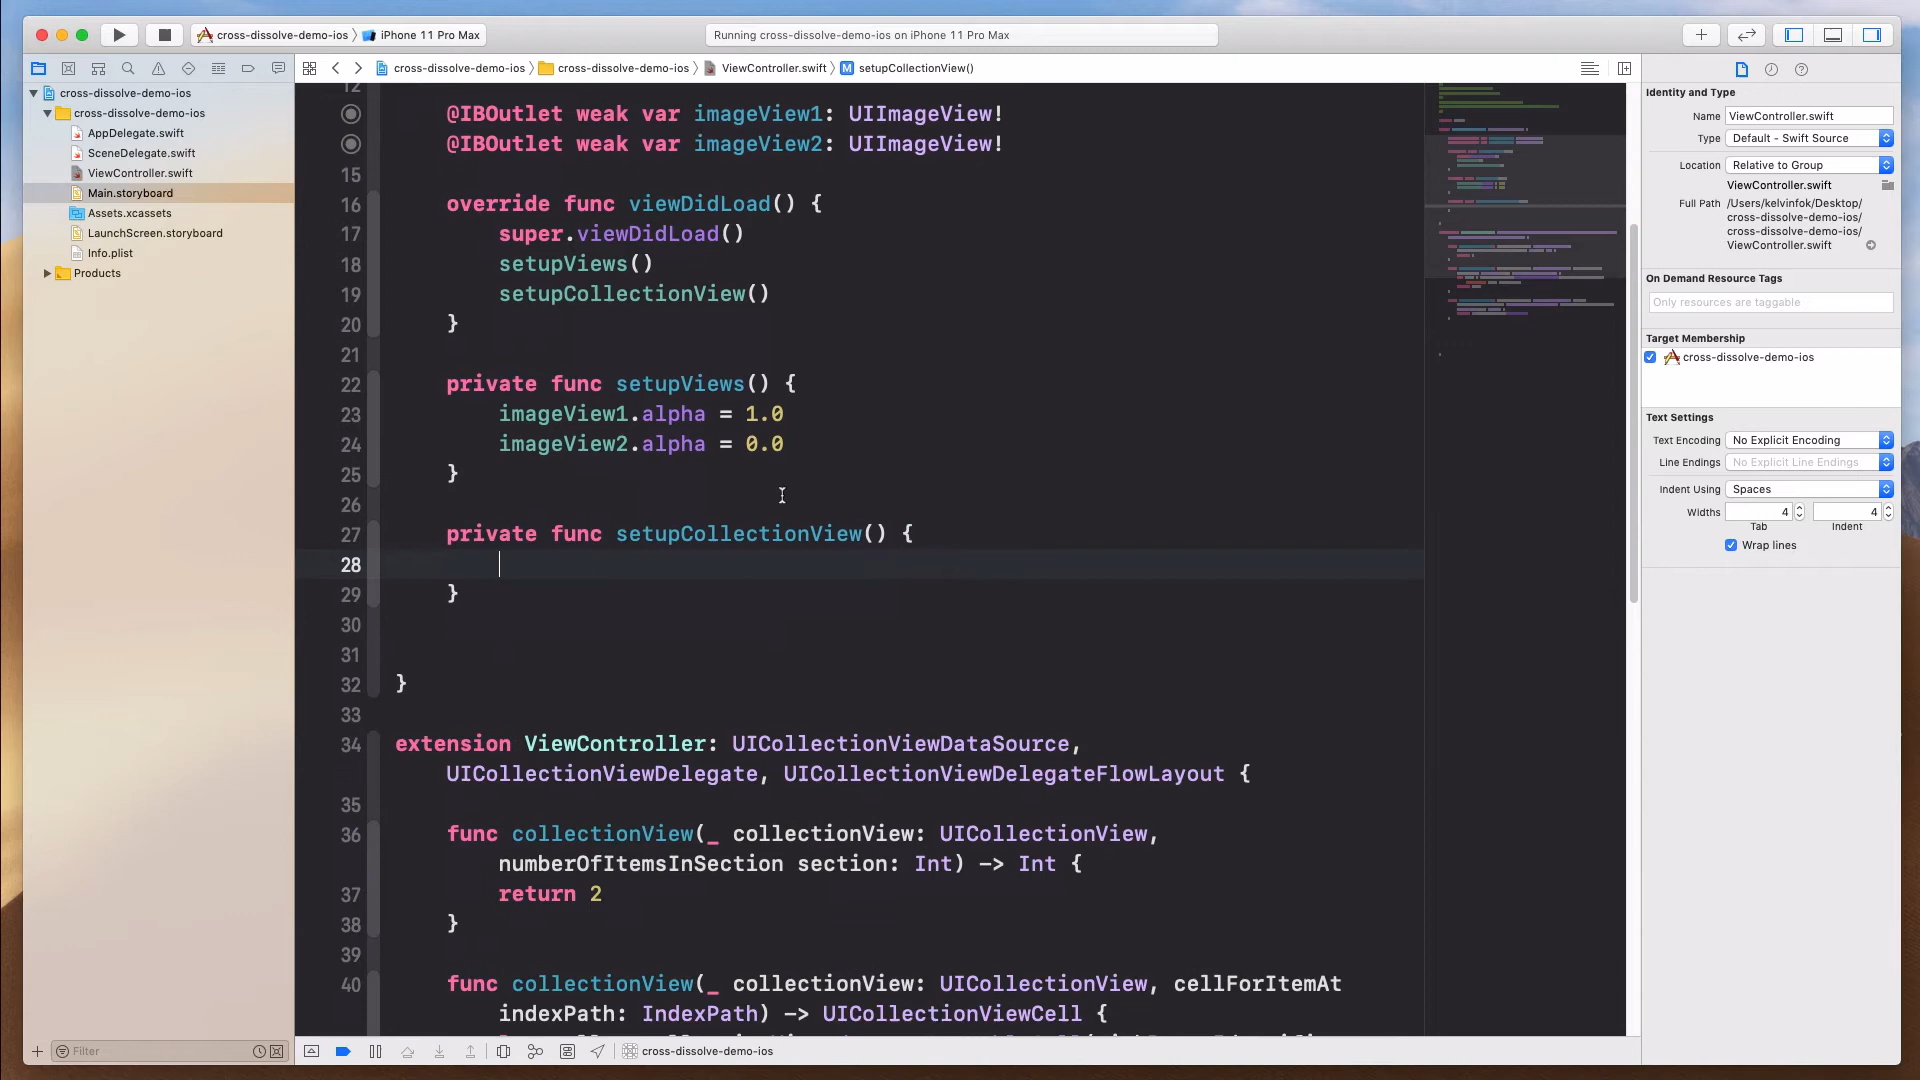 cross-dissolve-demo-ios 〉 iPhone 11 Pro Max
Running cross-dissolve-demo-ios on iPhone 11 Pro Max
cross-dissolve-demo-ios 〉 cross-dissolve-demo-ios 〉 ViewController.swift 〉 M setupCollectionView()
cross-dissolve-demo-ios
cross-dissolve-demo-ios
AppDelegate.swift
SceneDelegate.swift
ViewController.swift
Main.storyboard
Assets.xcassets
LaunchScreen.storyboard
Info.plist
Products
Filter
12
@IBOutlet weak var imageView1: UIImageView!
@IBOutlet weak var imageView2: UIImageView!
15
16 override func viewDidLoad() {
17 super.viewDidLoad()
18 setupViews()
19 setupCollectionView()
20 }
21
22 private func setupViews() {
23 imageView1.alpha = 1.0
24 imageView2.alpha = 0.0
25 }
26
27 private func setupCollectionView() {
28
29 }
30
31
32 }
33
34 extension ViewController: UICollectionViewDataSource,
UICollectionViewDelegate, UICollectionViewDelegateFlowLayout {
35
36 func collectionView(_ collectionView: UICollectionView,
numberOfItemsInSection section: Int) -> Int {
37 return 2
38 }
39
40 func collectionView(_ collectionView: UICollectionView, cellForItemAt
indexPath: IndexPath) -> UICollectionViewCell {
cross-dissolve-demo-ios
Identity and Type
Name ViewController.swift
Type Default - Swift Source
Location Relative to Group
ViewController.swift
Full Path /Users/kelvinfok/Desktop/
cross-dissolve-demo-ios/
cross-dissolve-demo-ios/
ViewController.swift
On Demand Resource Tags
Only resources are taggable
Target Membership
cross-dissolve-demo-ios
Text Settings
Text Encoding No Explicit Encoding
Line Endings No Explicit Line Endings
Indent Using Spaces
Widths 4 4
Tab Indent
Wrap lines